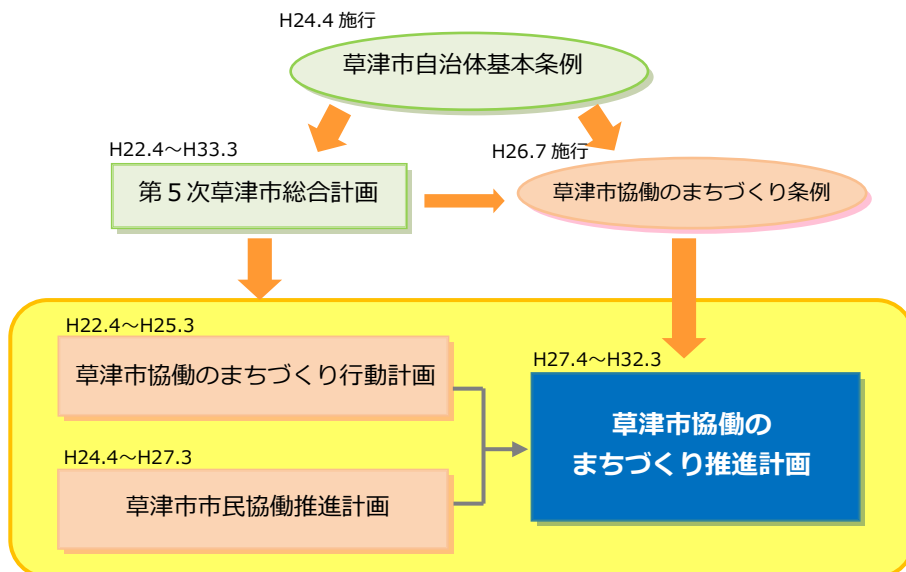 H24.4 施行
草津市自治体基本条例
H22.4～H33.3
第５次草津市総合計画
H26.7 施行
草津市協働のまちづくり条例
H22.4～H25.3
草津市協働のまちづくり行動計画
H24.4～H27.3
草津市市民協働推進計画
H27.4～H32.3
草津市協働の
まちづくり推進計画